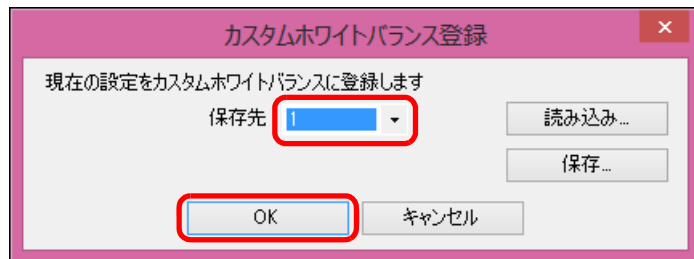 カスタムホワイトバランス登録
×
現在の設定をカスタムホワイトバランスに登録します
保存先 1 読み込み...
保存...
OK キャンセル